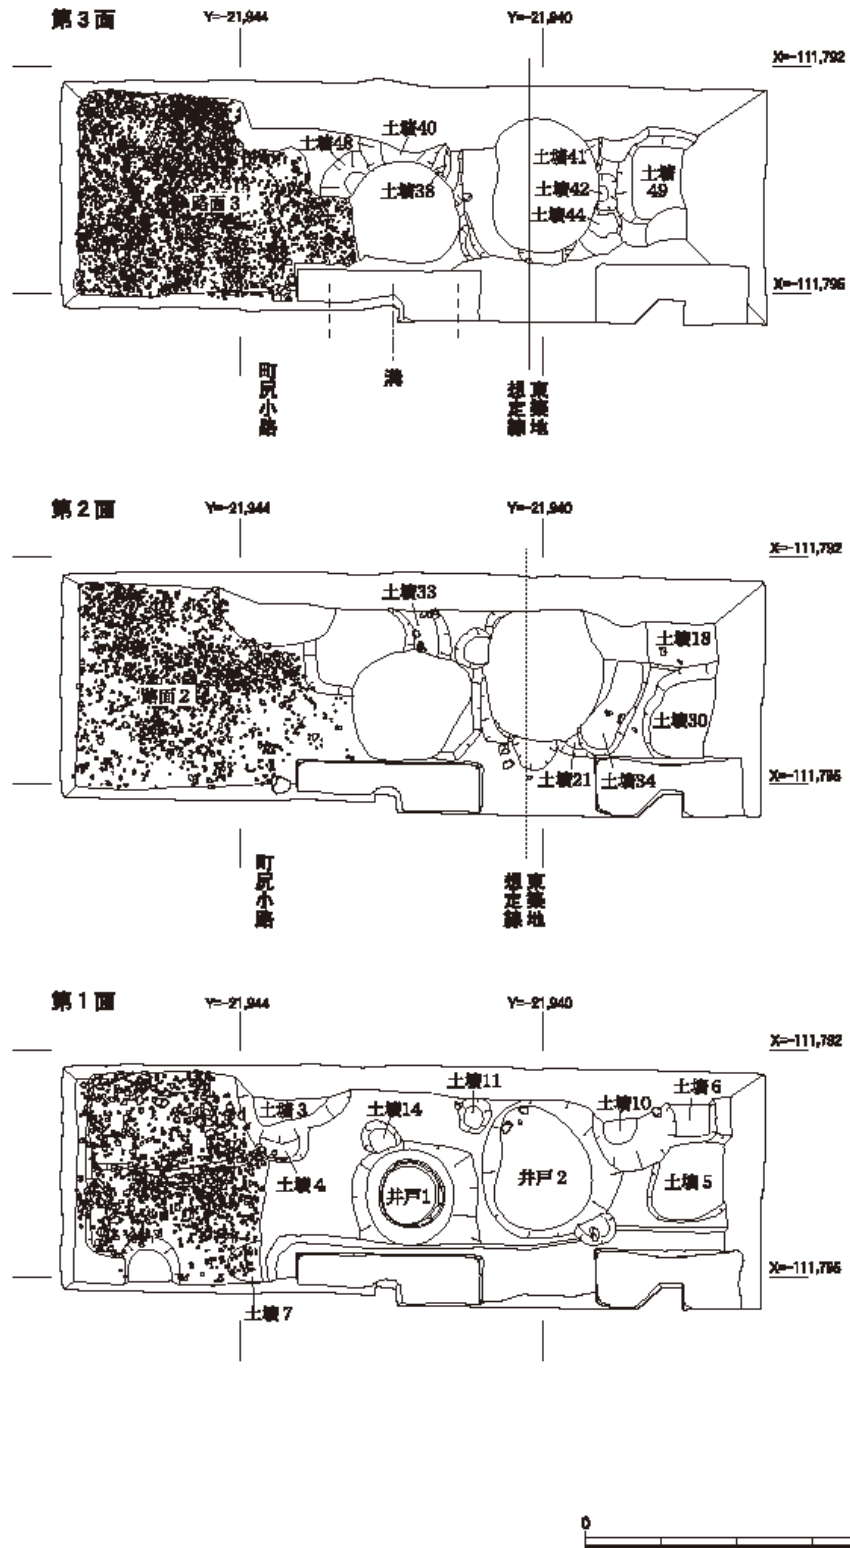 第３面
Y=-21,944
Y=-21,940
X=-111,792
土壙40
土壙48
土壙41
土壙
49
土壙38
土壙42
路面３
土壙44
X=-111,795
町尻小路
溝
東築地
想定線
第２面
Y=-21,944
Y=-21,940
X=-111,792
土壙33
土壙18
路面２
土壙30
土壙21
土壙34
X=-111,795
町尻小路
東築地
想定線
第１面
Y=-21,944
Y=-21,940
X=-111,792
土壙11
土壙６
土壙３
土壙14
土壙10
土壙４
井戸1
井戸２
土壙５
X=-111,795
土壙７
0